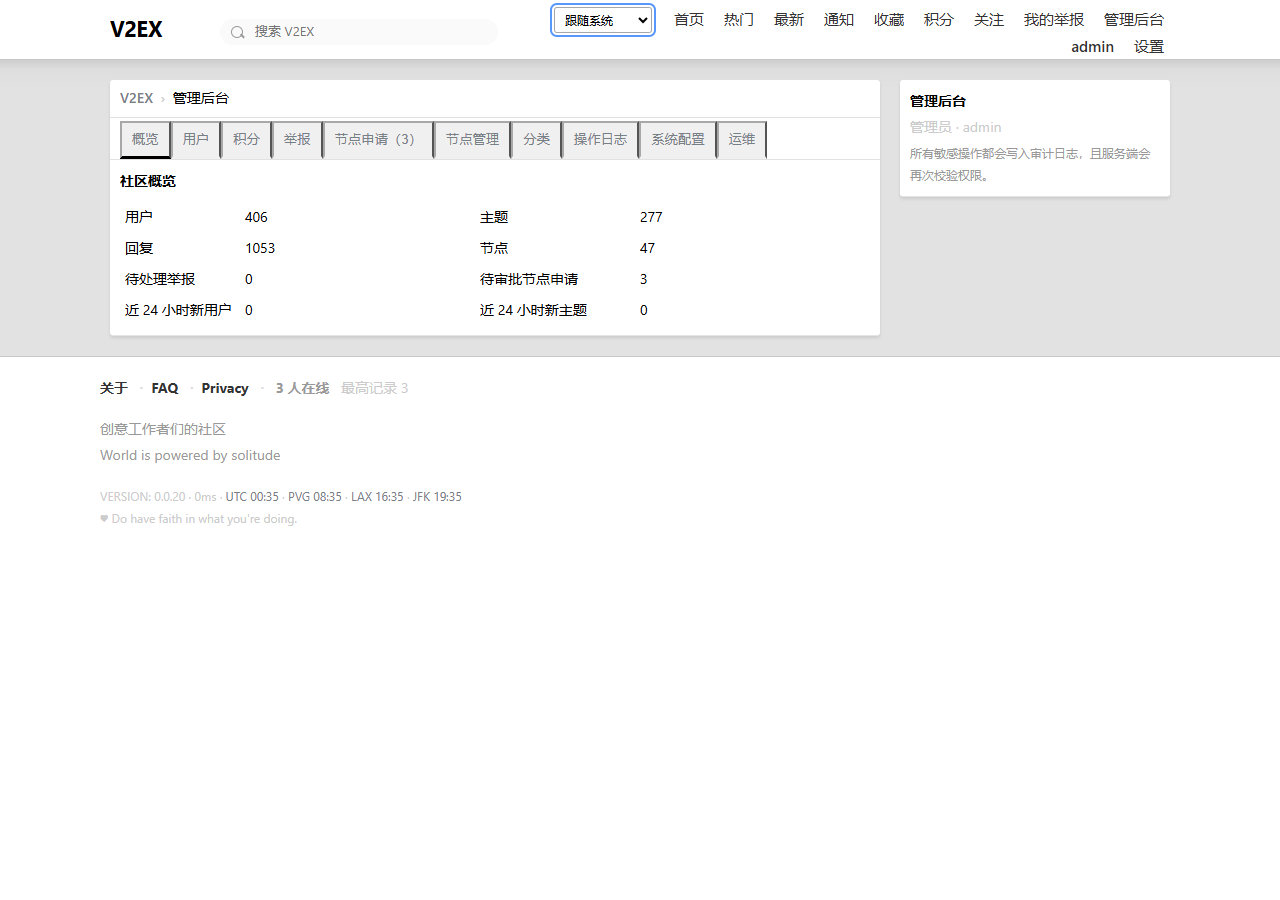 V2EX
搜索 V2EX
跟随系统 首页 热门 最新 通知 收藏 积分 关注 我的举报 管理后台
admin 设置
V2EX › 管理后台
概览 用户 积分 举报 节点申请（3） 节点管理 分类 操作日志 系统配置 运维
社区概览
用户 406 主题 277
回复 1053 节点 47
待处理举报 0 待审批节点申请 3
近 24 小时新用户 0 近 24 小时新主题 0
管理后台
管理员 · admin
所有敏感操作都会写入审计日志，且服务端会
再次校验权限。
关于 · FAQ · Privacy · 3 人在线 最高记录 3
创意工作者们的社区
World is powered by solitude
VERSION: 0.0.20 · 0ms · UTC 00:35 · PVG 08:35 · LAX 16:35 · JFK 19:35
♥ Do have faith in what you're doing.